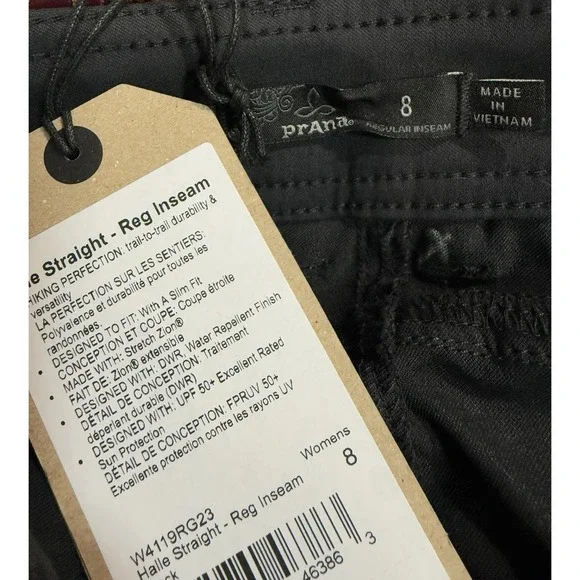 prAna
8
REGULAR INSEAM
MADE
IN
VIETNAM
Straight - Reg Inseam
HIKING PERFECTION: trail-to-trail durability &
versatility
LA PERFECTION SUR LES SENTIERS:
Polyvalence et durabilité pour toutes les
randonnées.
• DESIGNED TO FIT: With A Slim Fit
CONCEPTION ET COUPE: Coupe étroite
• MADE WITH: Stretch Zion®
FAIT DE: Zion® extensible
• DESIGNED WITH: DWR, Water Repellent Finish
DÉTAIL DE CONCEPTION: Traitement
déperlant durable (DWR)
• DESIGNED WITH: UPF 50+ Excellent Rated
Sun Protection
• DÉTAIL DE CONCEPTION: FPRUV 50+
Excellente protection contre les rayons UV
Womens
8
W4119RG23
Halle Straight - Reg Inseam
46386
3